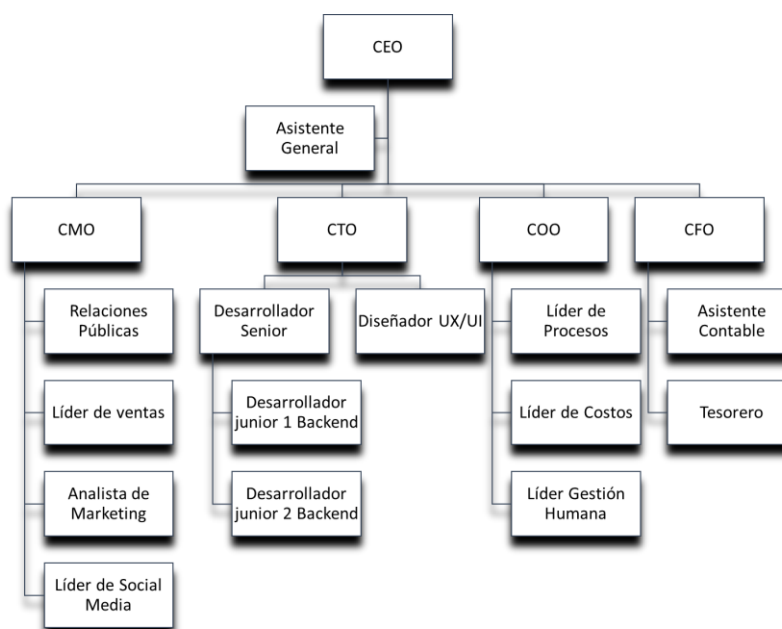 CEO
Asistente
General
CMO
CTO
COO
CFO
Relaciones
Públicas
Desarrollador
Senior
Diseñador UX/UI
Líder de
Procesos
Asistente
Contable
Líder de ventas
Desarrollador
junior 1 Backend
Líder de Costos
Tesorero
Analista de
Marketing
Desarrollador
junior 2 Backend
Líder Gestión
Humana
Líder de Social
Media